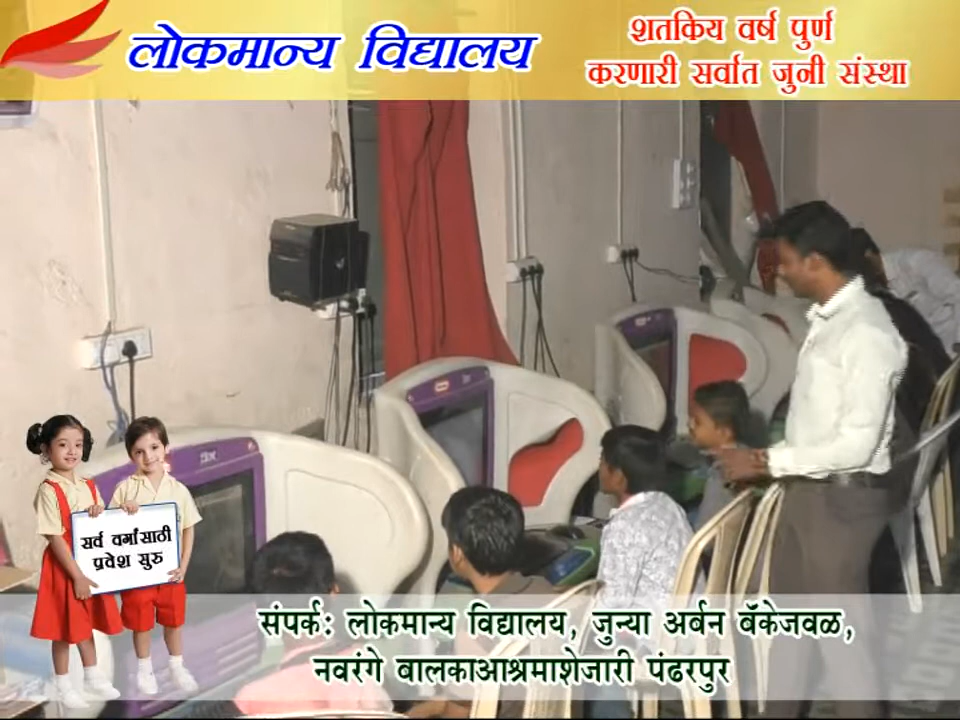 लोकमान्य विद्यालय
शतकिय वर्ष पुर्ण
करणारी सर्वात जुनी संस्था
सर्व वर्गांसाठी
प्रवेश सुरु
संपर्कः लोकमान्य विद्यालय, जुन्या अर्बन बॅकेजवळ,
नवरंगे बालकाआश्रमाशेजारी पंढरपुर